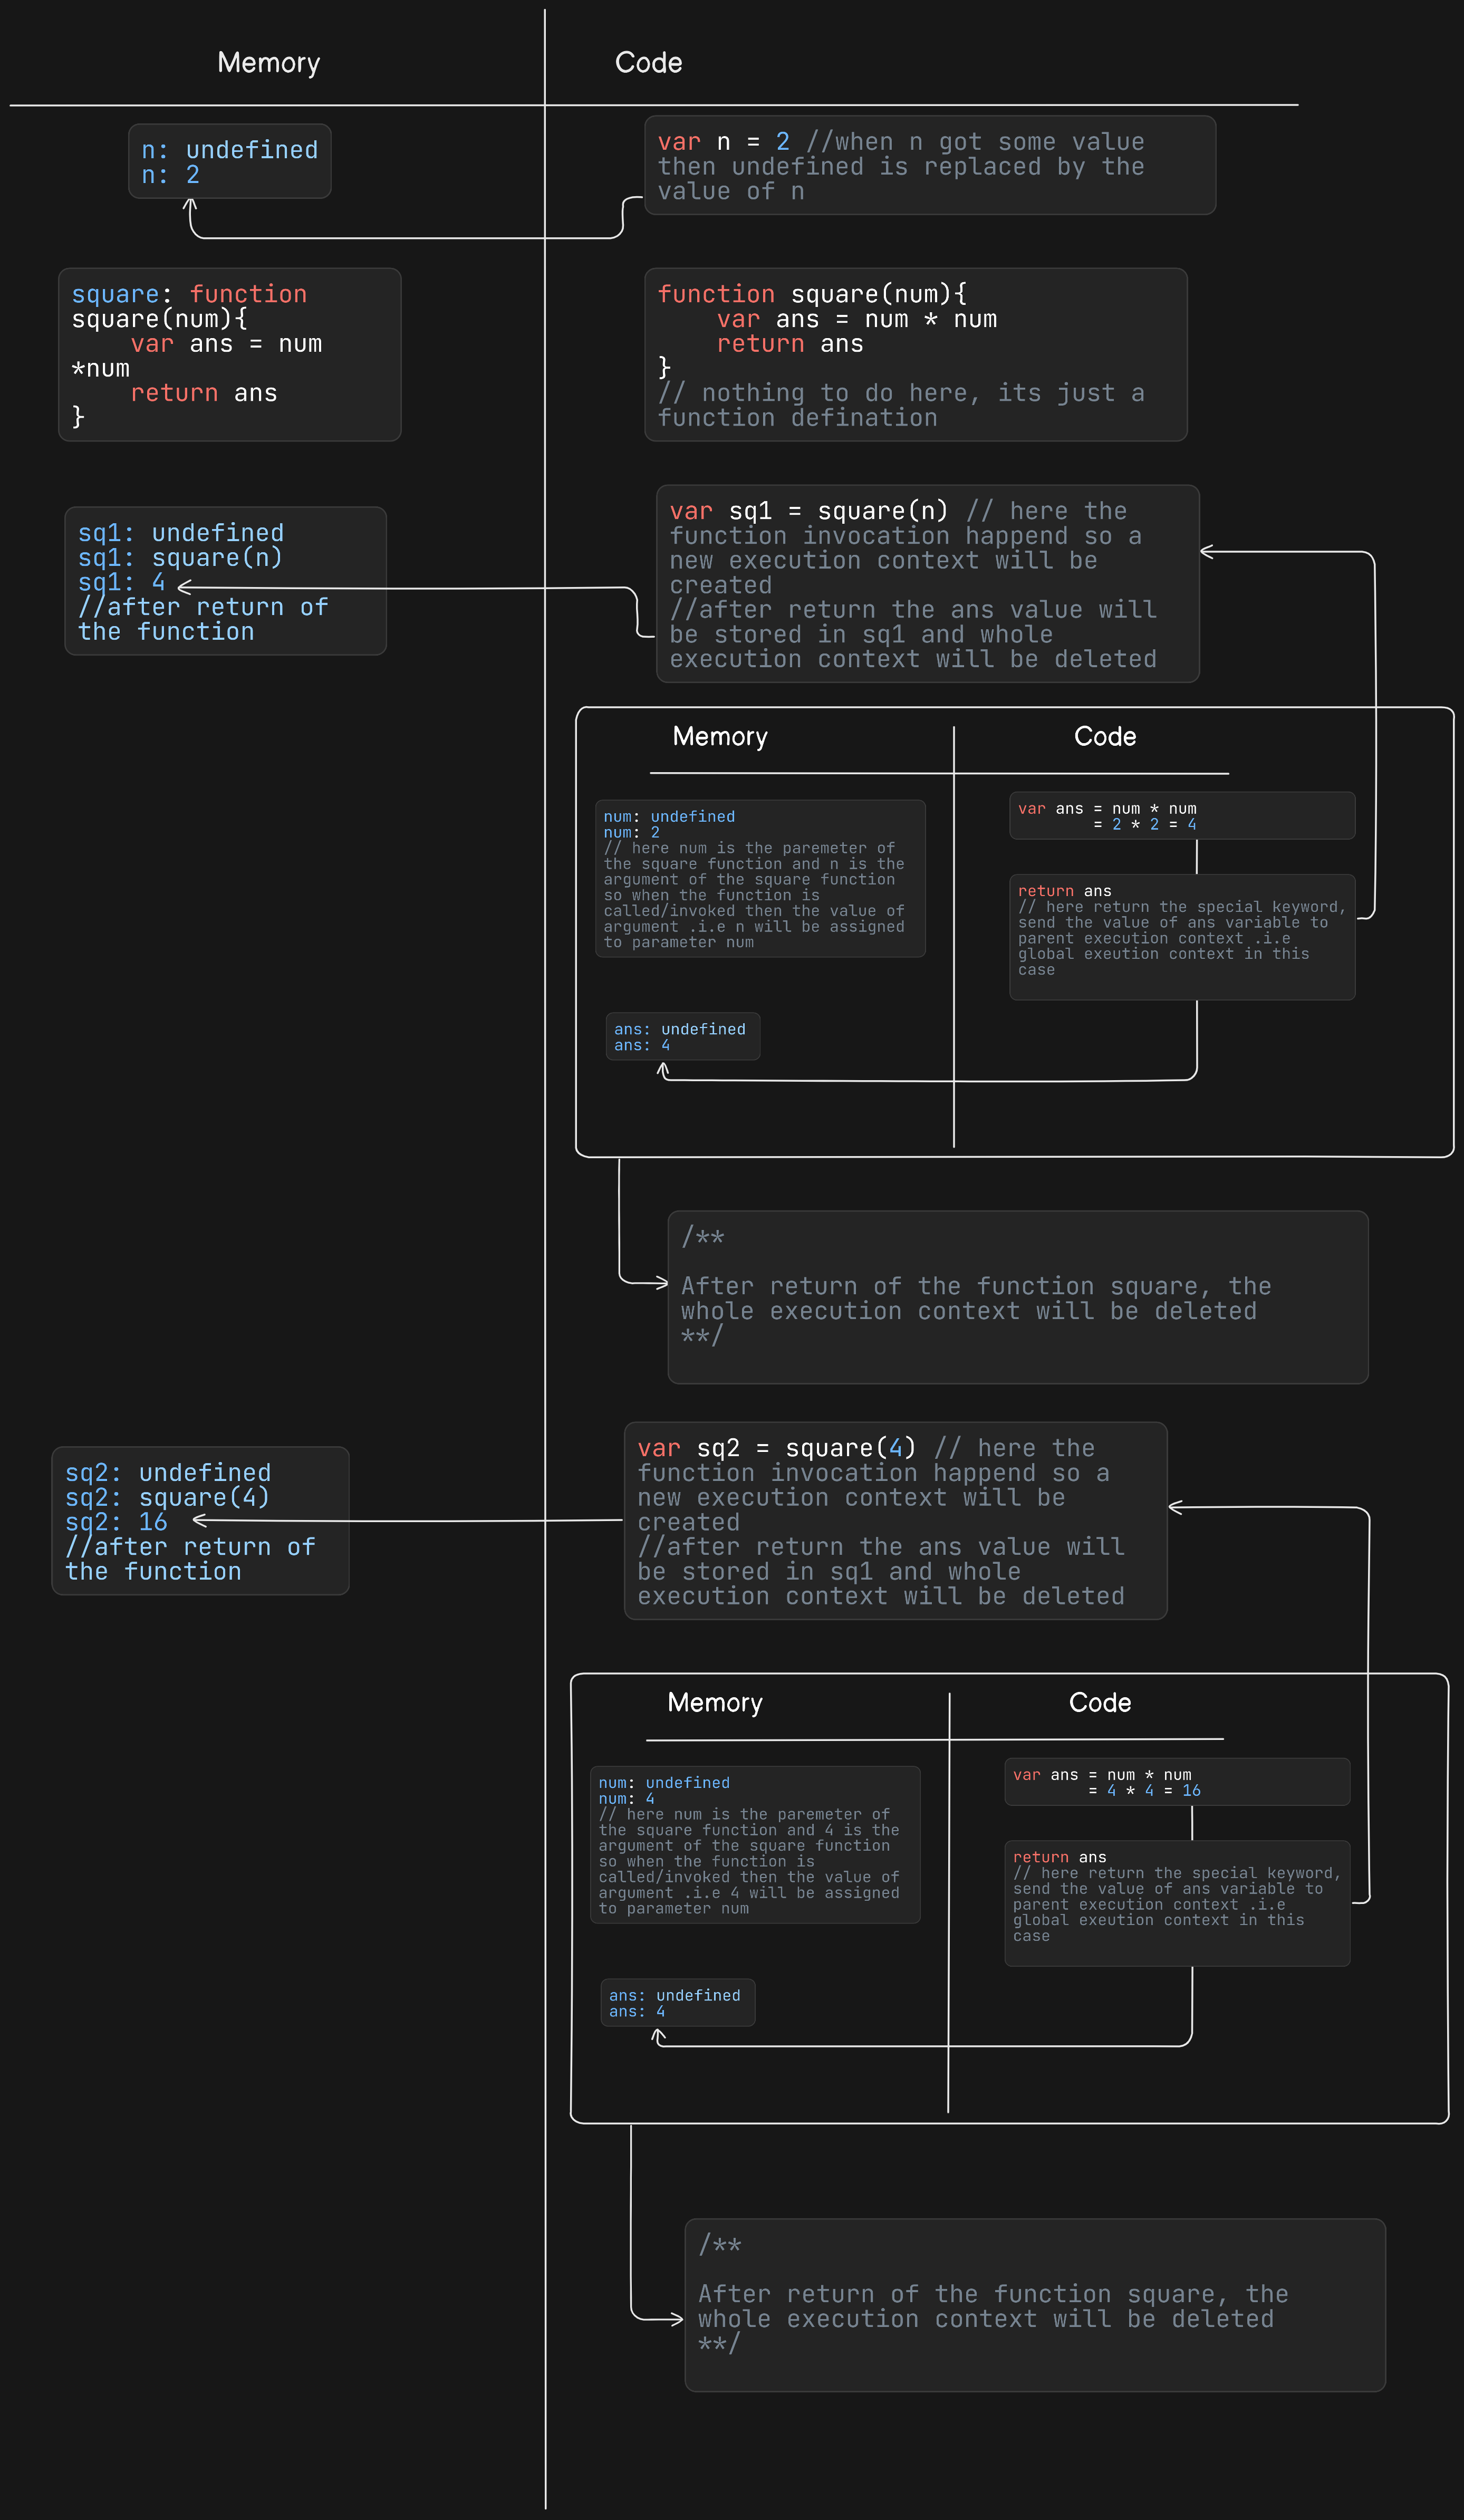 Memory
Code
n: undefined
n: 2
var n = 2 //when n got some value
then undefined is replaced by the
value of n
square: function
square(num){
    var ans = num
*num
    return ans
}
function square(num){
    var ans = num * num
    return ans
}
// nothing to do here, its just a
function defination
sq1: undefined
sq1: square(n)
sq1: 4
//after return of
the function
var sq1 = square(n) // here the
function invocation happend so a
new execution context will be
created
//after return the ans value will
be stored in sq1 and whole
execution context will be deleted
Memory
Code
num: undefined
num: 2
// here num is the paremeter of
the square function and n is the
argument of the square function
so when the function is
called/invoked then the value of
argument .i.e n will be assigned
to parameter num
var ans = num * num
        = 2 * 2 = 4
return ans
// here return the special keyword,
send the value of ans variable to
parent execution context .i.e
global exeution context in this
case
ans: undefined
ans: 4
/**
After return of the function square, the
whole execution context will be deleted
**/
sq2: undefined
sq2: square(4)
sq2: 16
//after return of
the function
var sq2 = square(4) // here the
function invocation happend so a
new execution context will be
created
//after return the ans value will
be stored in sq1 and whole
execution context will be deleted
Memory
Code
num: undefined
num: 4
// here num is the paremeter of
the square function and 4 is the
argument of the square function
so when the function is
called/invoked then the value of
argument .i.e 4 will be assigned
to parameter num
var ans = num * num
        = 4 * 4 = 16
return ans
// here return the special keyword,
send the value of ans variable to
parent execution context .i.e
global exeution context in this
case
ans: undefined
ans: 4
/**
After return of the function square, the
whole execution context will be deleted
**/